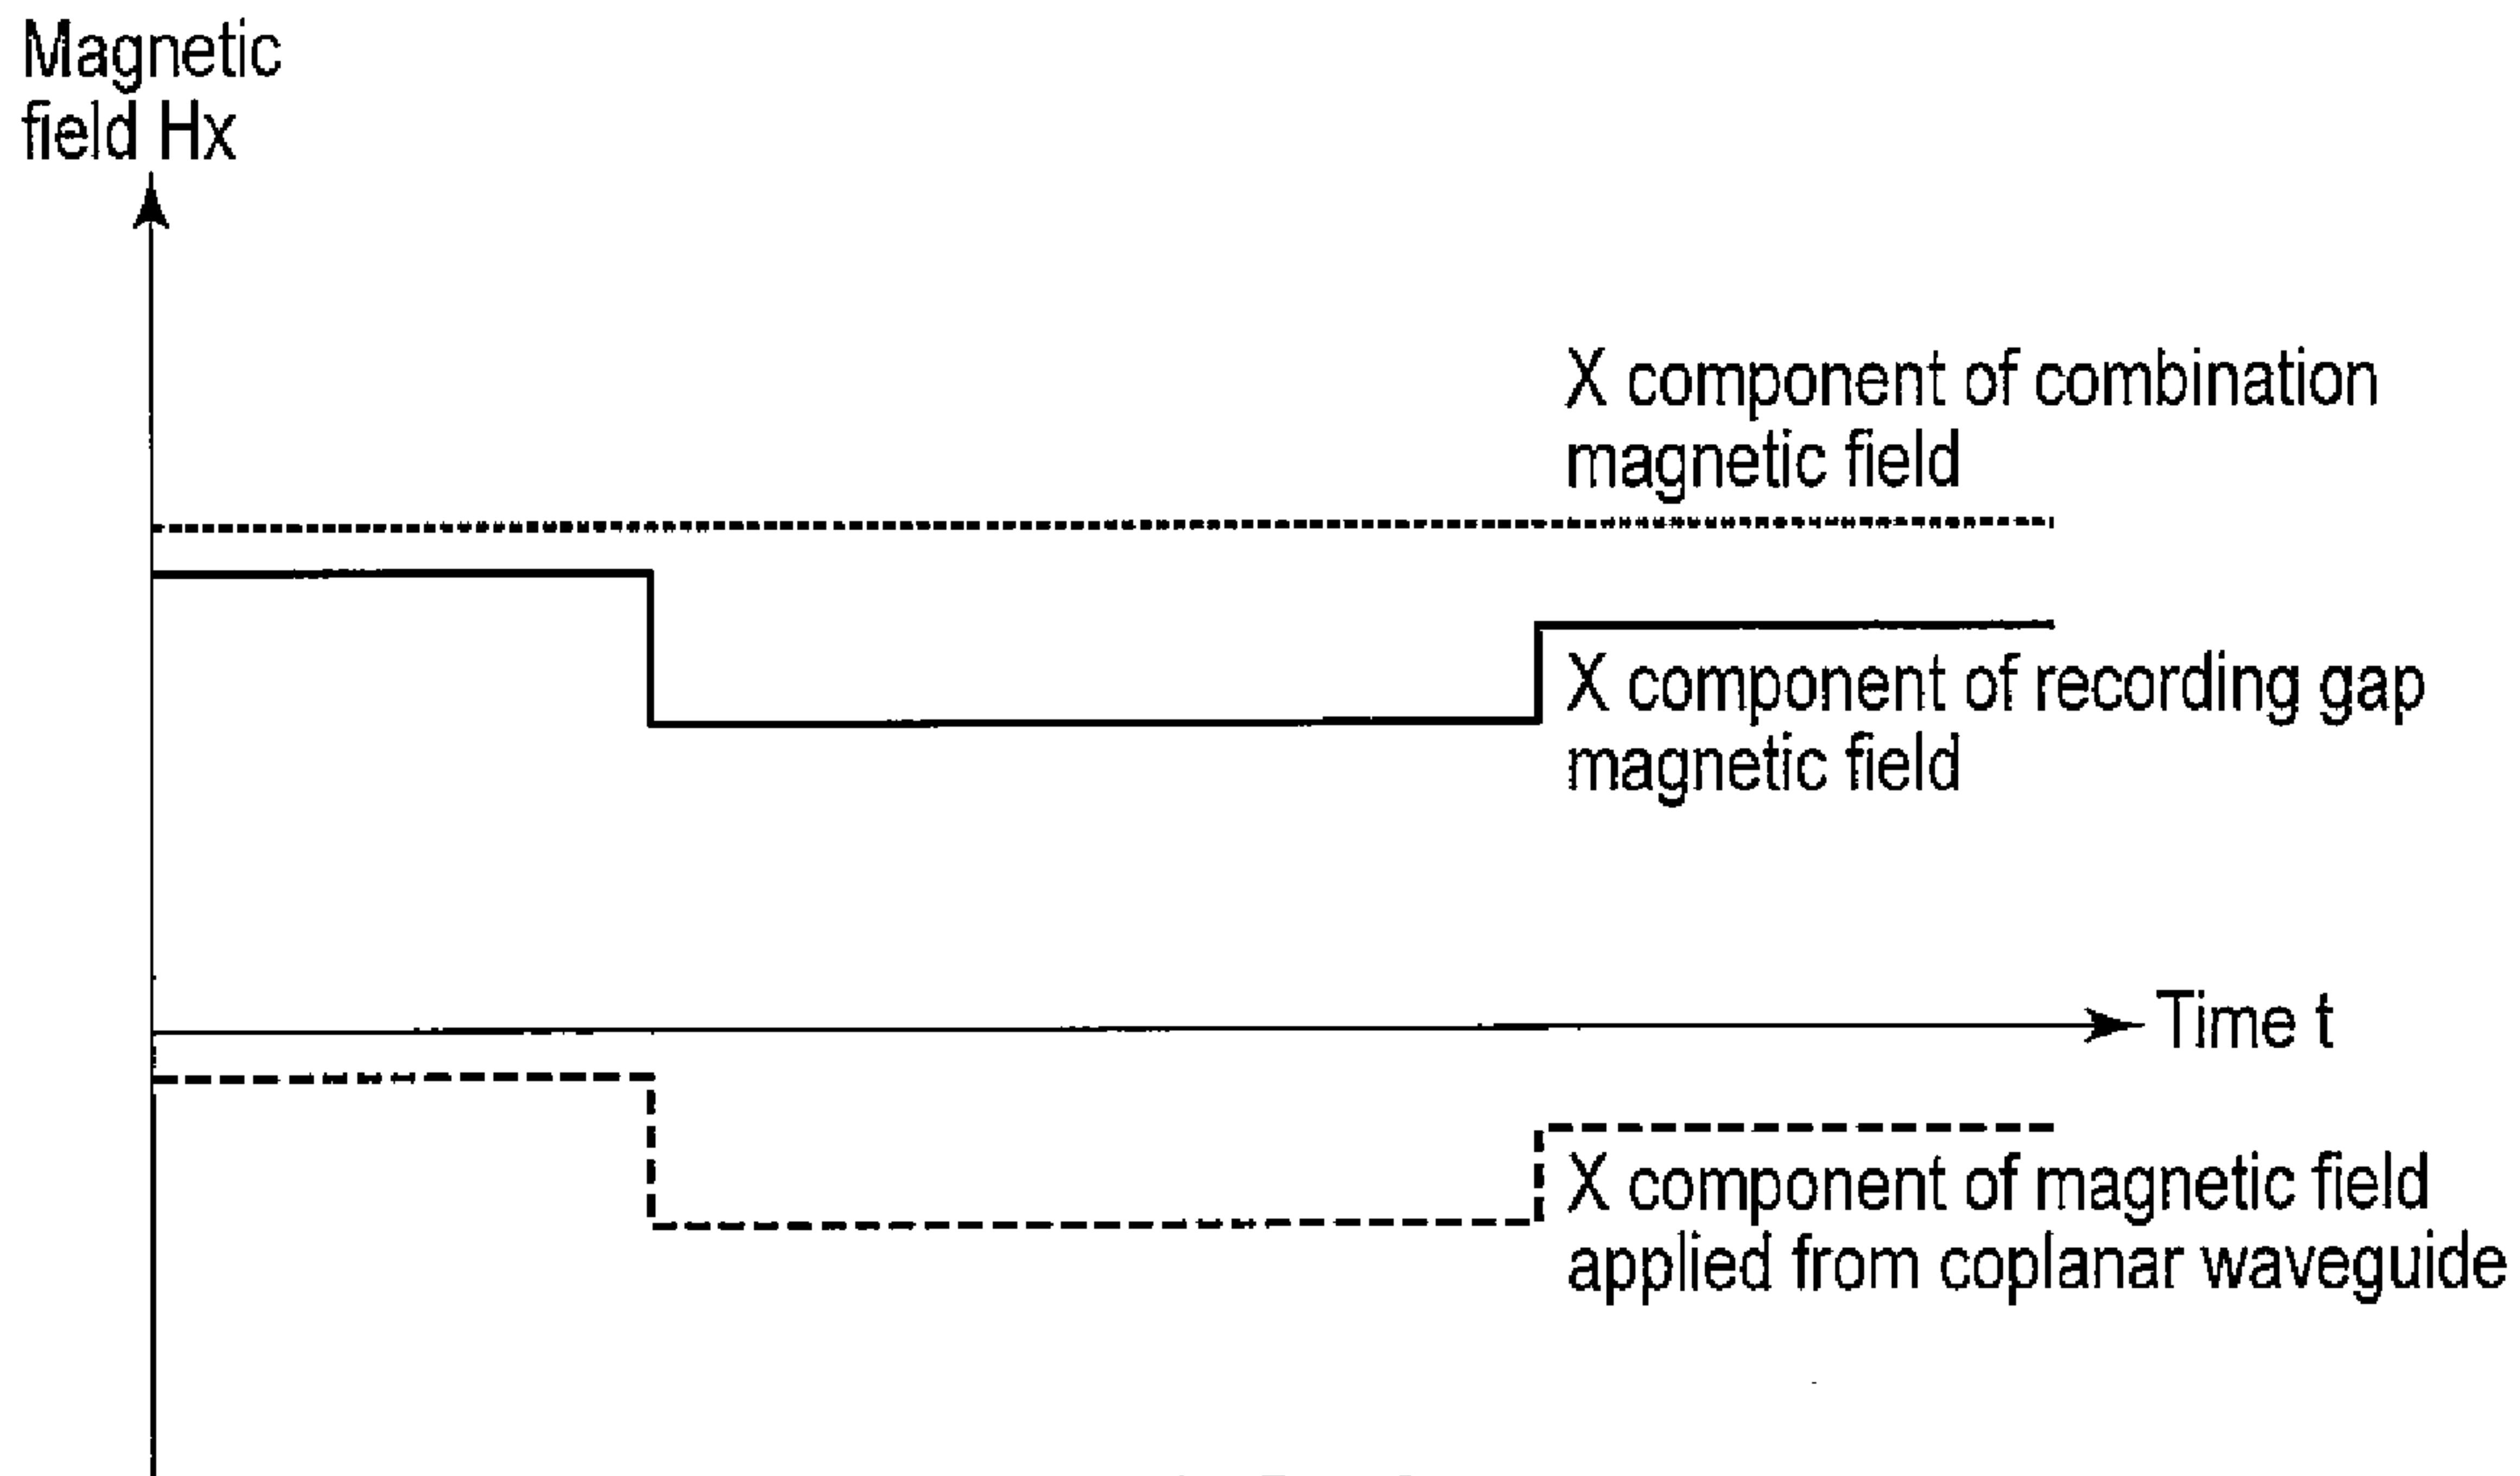 Magnetic
field Hx
X component of combination
magnetic field
X component of recording gap
magnetic field
Time t
X component of magnetic field
applied from coplanar waveguide